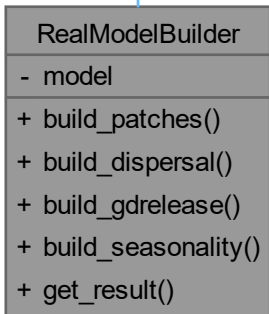 RealModelBuilder
- model
+ build_patches()
+ build_dispersal()
+ build_gdrelease()
+ build_seasonality()
+ get_result()